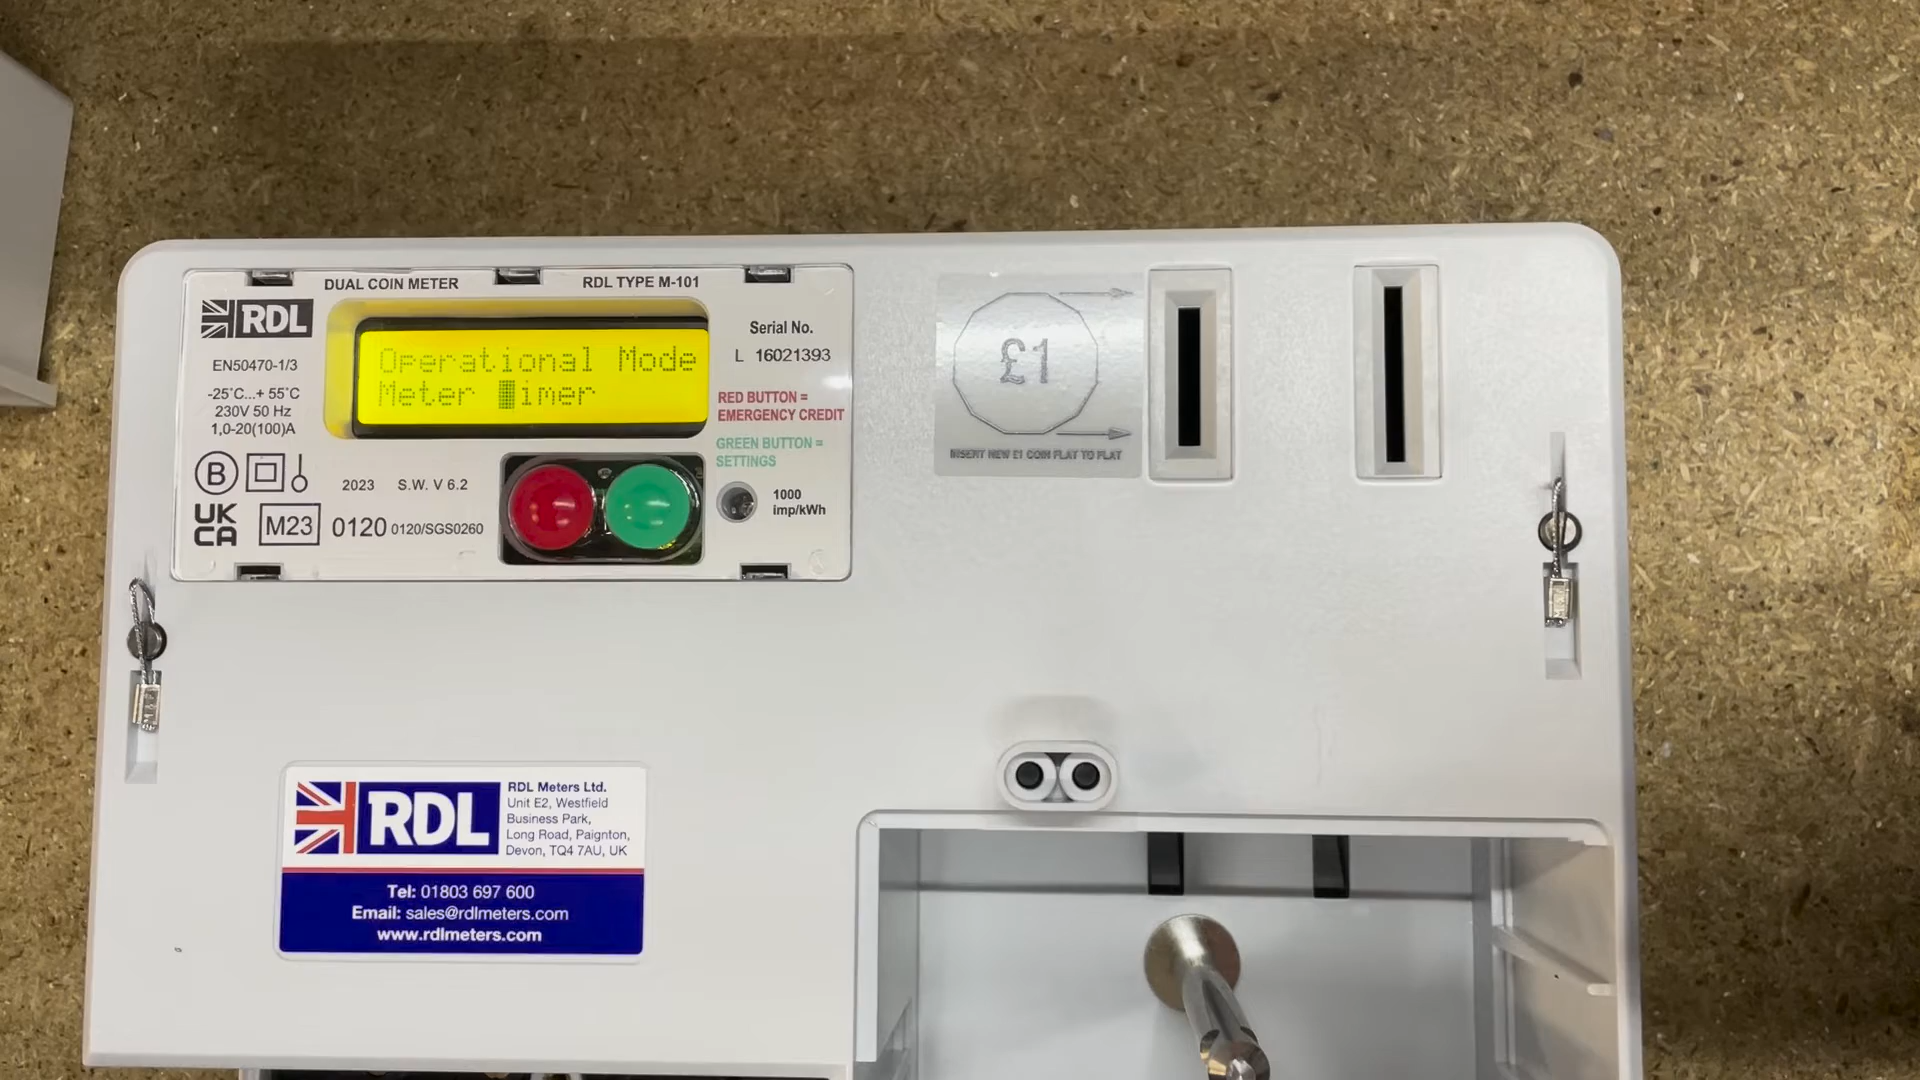 DUAL COIN METER
RDL TYPE M-101
RDL
EN50470-1/3
-25°C...+ 55°C
230V 50 Hz
1,0-20(100)A
Operational Mode
Meter  imer
Serial No.
L 16021393
RED BUTTON =
EMERGENCY CREDIT
GREEN BUTTON =
SETTINGS
1000
imp/kWh
B
2023 S.W. V 6.2
UK
CA
M23 0120 0120/SGS0260
£1
INSERT NEW £1 COIN FLAT TO FLAT
RDL
RDL Meters Ltd.
Unit E2, Westfield
Business Park,
Long Road, Paignton,
Devon, TQ4 7AU, UK
Tel: 01803 697 600
Email: sales@rdlmeters.com
www.rdlmeters.com